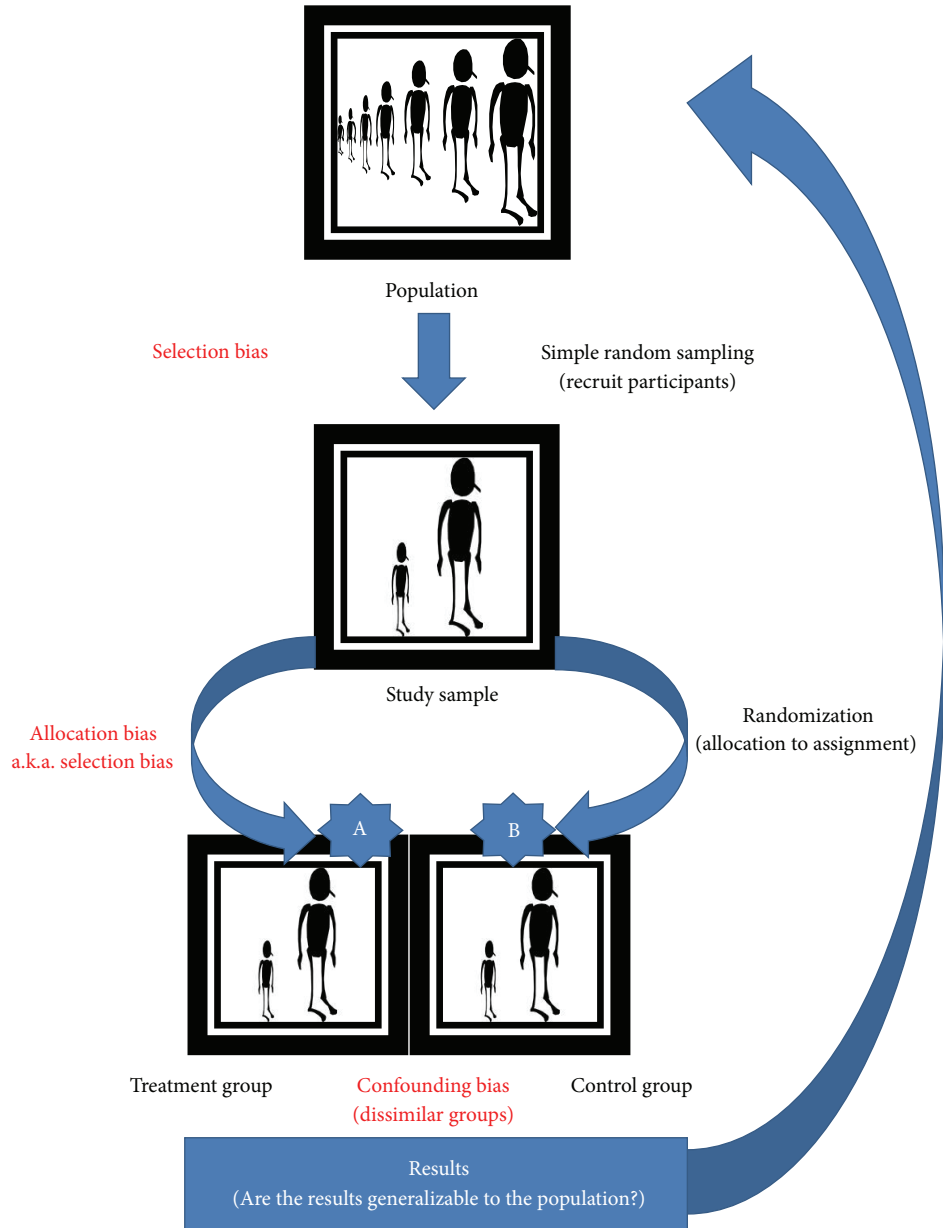 Population
Selection bias
Simple random sampling
(recruit participants)
Study sample
Allocation bias
a.k.a. selection bias
Randomization
(allocation to assignment)
A
B
Treatment group
Confounding bias
(dissimilar groups)
Control group
Results
(Are the results generalizable to the population?)